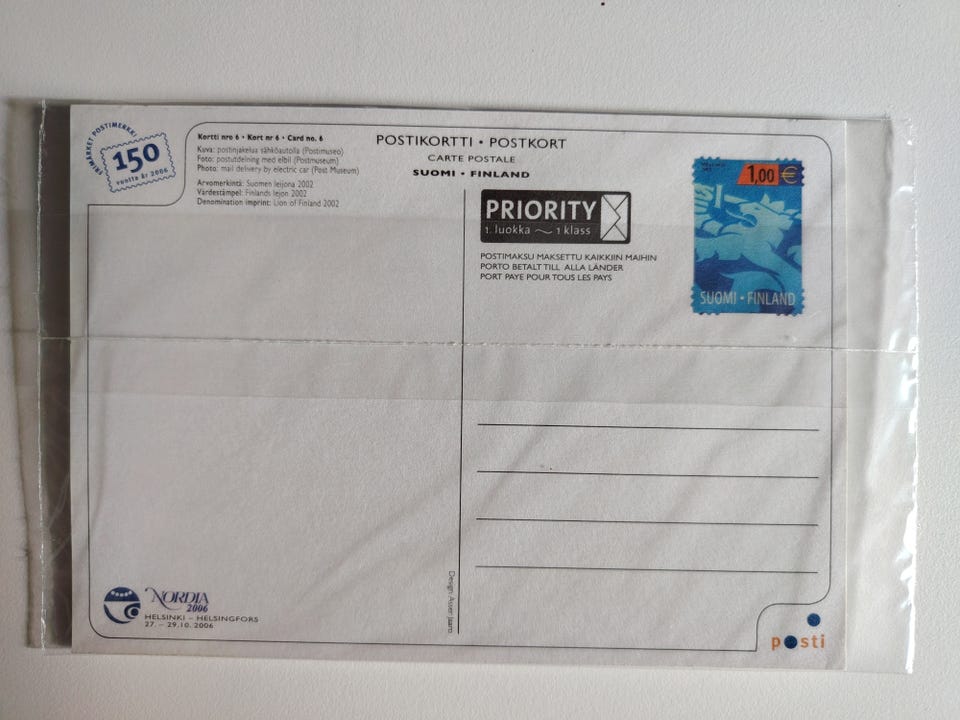 FRIMÄRKET POSTIMERKKI
150
vuotta år 2006
Kortti nro 6 • Kort nr 6 • Card no. 6
Kuva: postinjakelua sähköautolla (Postimuseo)
Foto: postutdelning med elbil (Postmuseum)
Photo: mail delivery by electric car (Post Museum)
Arvomerkintä: Suomen leijona 2002
Värdestämpel: Finlands lejon 2002
Denomination imprint: Lion of Finland 2002
POSTIKORTTI • POSTKORT
CARTE POSTALE
SUOMI • FINLAND
PRIORITY
1. luokka ~ 1 klass
POSTIMAKSU MAKSETTU KAIKKIIN MAIHIN
PORTO BETALT TILL ALLA LÄNDER
PORT PAYE POUR TOUS LES PAYS
1,00 €
SUOMI • FINLAND
NORDIA
2006
HELSINKI – HELSINGFORS
27. – 29.10. 2006
Design Asser Jaaro
posti